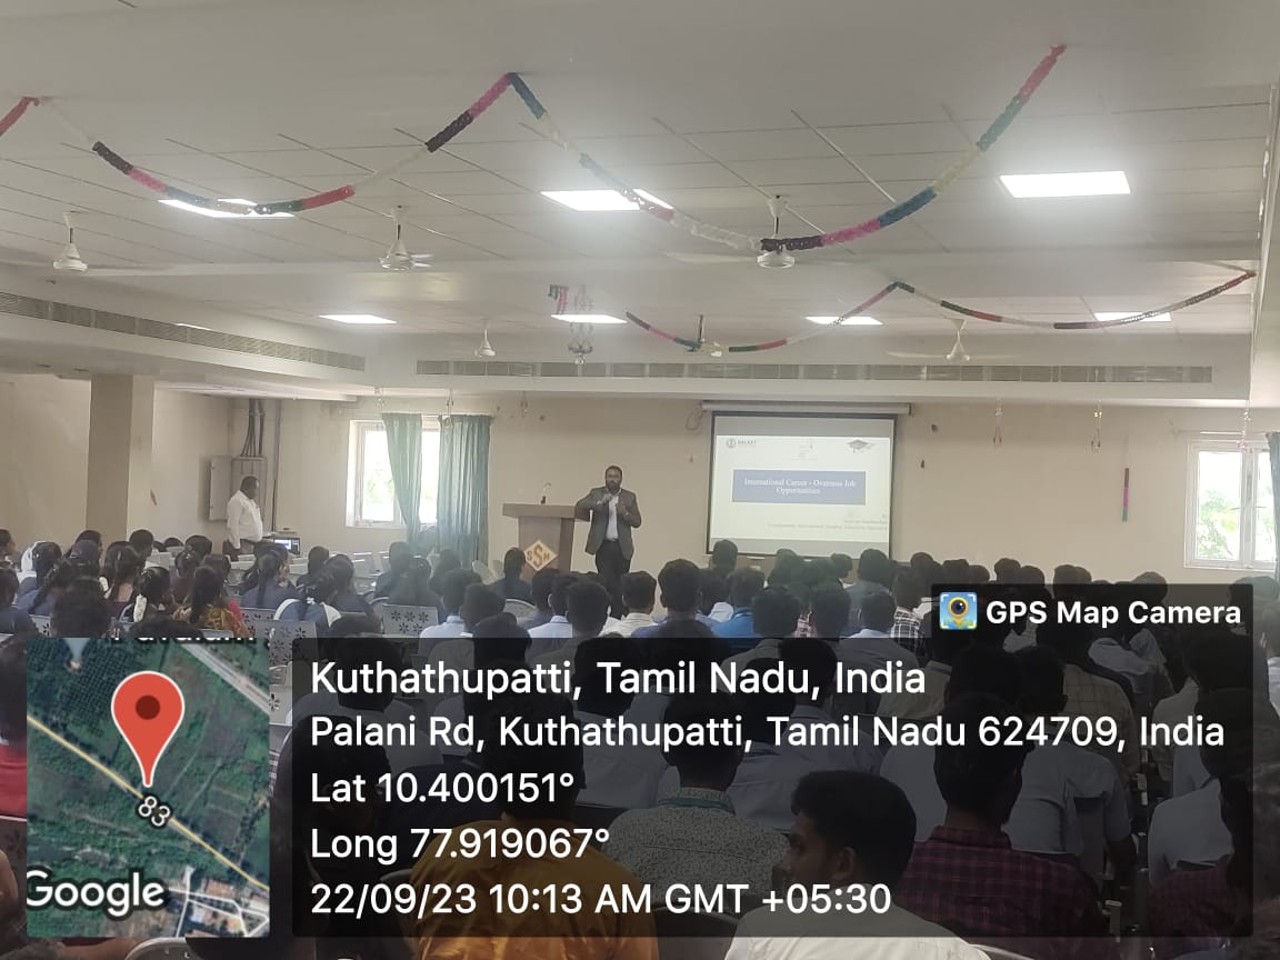 International Career - Overseas Job
Opportunities
GPS Map Camera
Kuthathupatti, Tamil Nadu, India
Palani Rd, Kuthathupatti, Tamil Nadu 624709, India
Lat 10.400151°
Long 77.919067°
22/09/23 10:13 AM GMT +05:30
83
Google